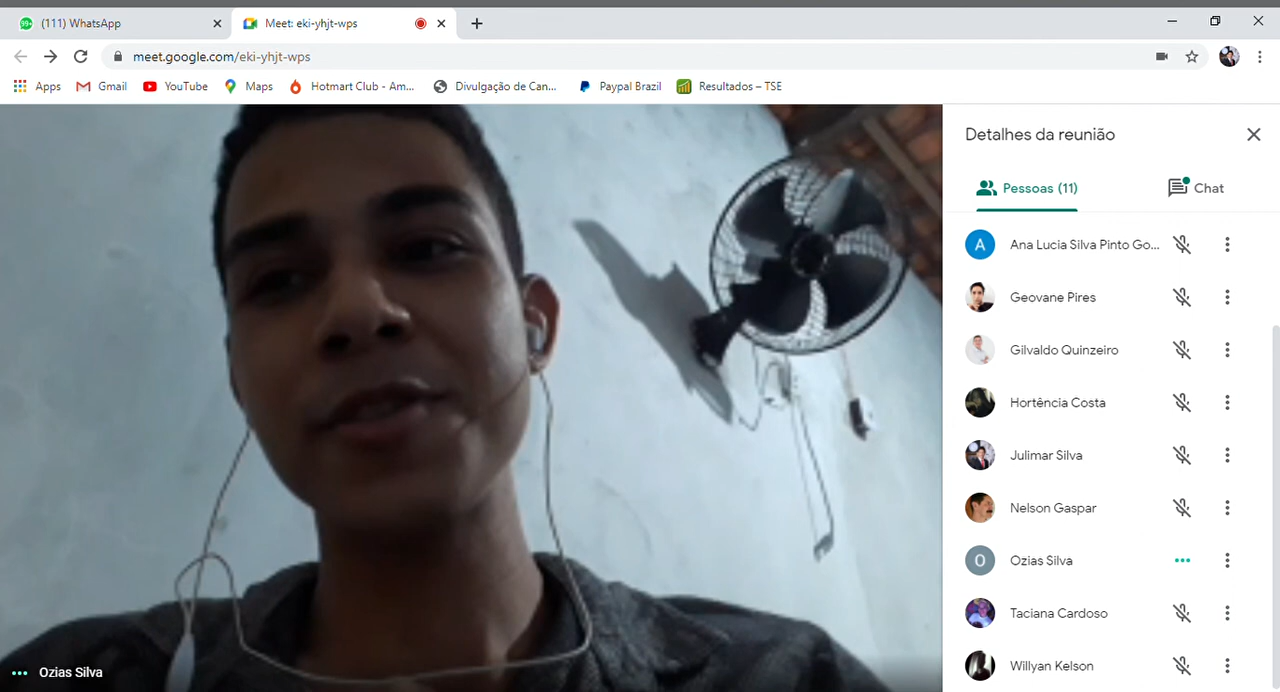 99+ (111) WhatsApp
Meet: eki-yhjt-wps
meet.google.com/eki-yhjt-wps
Apps Gmail YouTube Maps Hotmart Club - Am... Divulgação de Can... Paypal Brazil Resultados – TSE
Detalhes da reunião
Pessoas (11) Chat
A Ana Lucia Silva Pinto Go...
Geovane Pires
Gilvaldo Quinzeiro
Hortência Costa
Julimar Silva
Nelson Gaspar
O Ozias Silva
Taciana Cardoso
Willyan Kelson
Ozias Silva